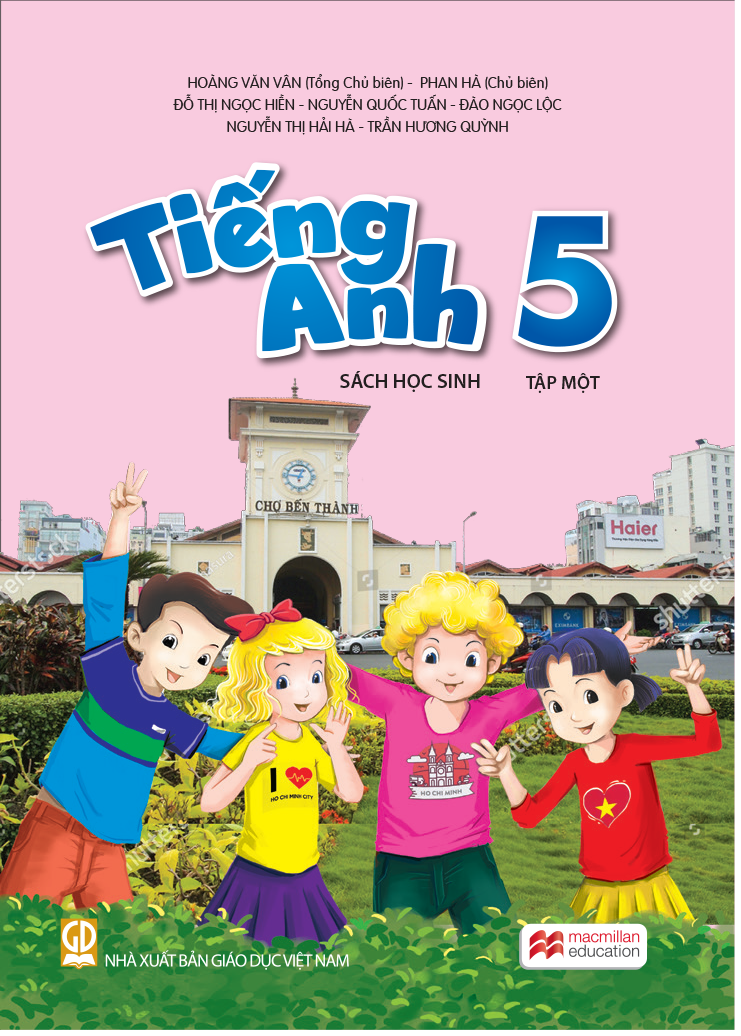 HOÀNG VĂN VÂN (Tổng Chủ biên) - PHAN HÀ (Chủ biên)
ĐỖ THỊ NGỌC HIỀN - NGUYỄN QUỐC TUẤN - ĐÀO NGỌC LỘC
NGUYỄN THỊ HẢI HÀ - TRẦN HƯƠNG QUỲNH
Tiếng
Anh 5
SÁCH HỌC SINH TẬP MỘT
CHỢ BẾN THÀNH
Haier
EXIMBANK
shutterstock
I
HO CHI MINH CITY
HO CHI MINH
GD
NHÀ XUẤT BẢN GIÁO DỤC VIỆT NAM
macmillan
education